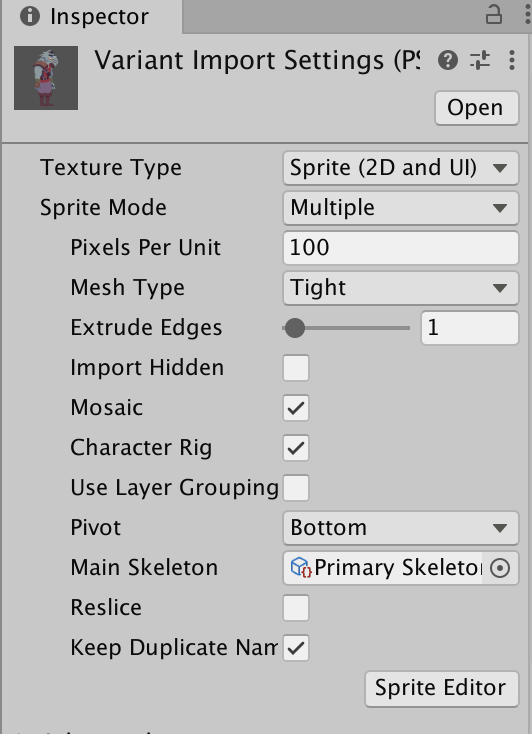 Inspector
Variant Import Settings (PS
Open
Texture Type Sprite (2D and UI)
Sprite Mode Multiple
Pixels Per Unit 100
Mesh Type Tight
Extrude Edges 1
Import Hidden
Mosaic
Character Rig
Use Layer Grouping
Pivot Bottom
Main Skeleton Primary Skeleto
Reslice
Keep Duplicate Nam
Sprite Editor